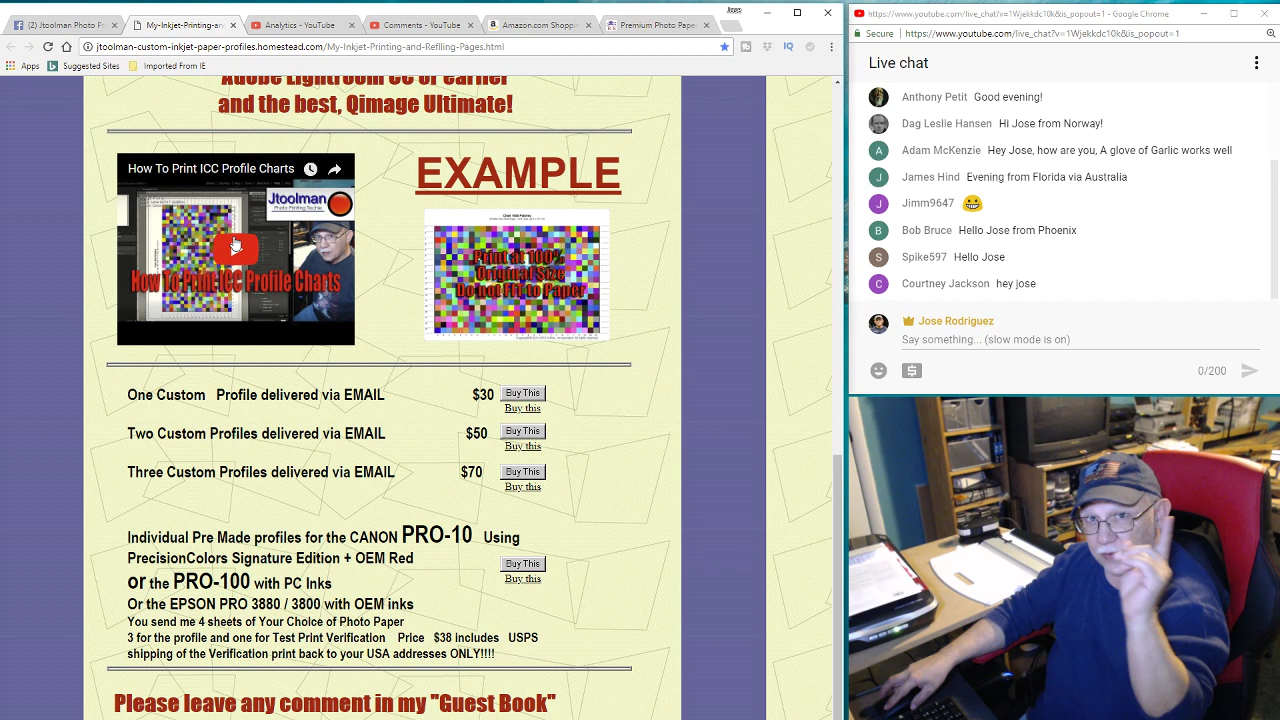 (2) Jtoolman Photo P
My-Inkjet-Printing-an
Analytics - YouTube
Comments - YouTube
Amazon.com Shoppin
Premium Photo Paper
jtoolman-custom-inkjet-paper-profiles.homestead.com/My-Inkjet-Printing-and-Refilling-Pages.html
Apps
Suggested Sites
Imported From IE
Adobe Lightroom CC or earlier
and the best, Qimage Ultimate!
How To Print ICC Profile Charts
Jtoolman
Photo Printing Techie
How To Print ICC Profile Charts
EXAMPLE
Print at 100%
Original Size
Do not FIT to Paper
One Custom Profile delivered via EMAIL $30 Buy This
Buy this
Two Custom Profiles delivered via EMAIL $50 Buy This
Buy this
Three Custom Profiles delivered via EMAIL $70 Buy This
Buy this
Individual Pre Made profiles for the CANON PRO-10 Using
PrecisionColors Signature Edition + OEM Red
Buy This
or the PRO-100 with PC Inks
Buy this
Or the EPSON PRO 3880 / 3800 with OEM inks
You send me 4 sheets of Your Choice of Photo Paper
3 for the profile and one for Test Print Verification Price $38 includes USPS
shipping of the Verification print back to your USA addresses ONLY!!!!
Please leave any comment in my "Guest Book"
https://www.youtube.com/live_chat?v=1Wjekkdc10k&is_popout=1 - Google Chrome
Secure
https://www.youtube.com/live_chat?v=1Wjekkdc10k&is_popout=1
Live chat
Anthony Petit Good evening!
Dag Leslie Hansen Hi Jose from Norway!
A Adam McKenzie Hey Jose, how are you, A glove of Garlic works well
J James Hind Evening from Florida via Australia
J Jimm9647
B Bob Bruce Hello Jose from Phoenix
S Spike597 Hello Jose
C Courtney Jackson hey jose
Jose Rodriguez
Say something... (slow mode is on)
0/200